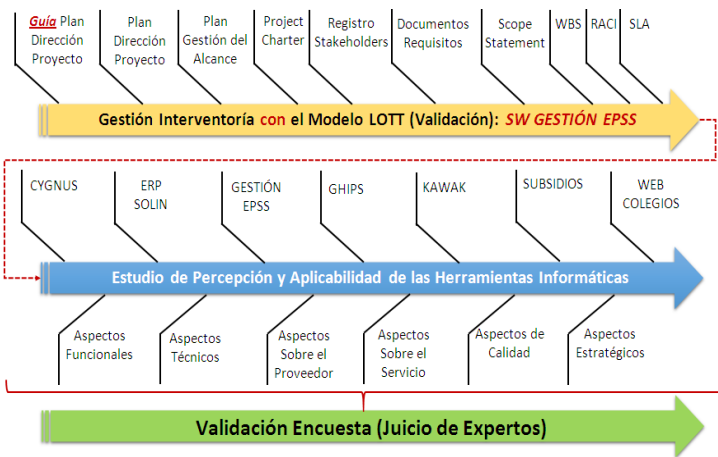 Guía Plan
Dirección
Proyecto
Plan
Dirección
Proyecto
Plan
Gestión del
Alcance
Project
Charter
Registro
Stakeholders
Documentos
Requisitos
Scope
Statement
WBS
RACI
SLA
Gestión Interventoría con el Modelo LOTT (Validación): SW GESTIÓN EPSS
CYGNUS
ERP
SOLIN
GESTIÓN
EPSS
GHIPS
KAWAK
SUBSIDIOS
WEB
COLEGIOS
Estudio de Percepción y Aplicabilidad de las Herramientas Informáticas
Aspectos
Funcionales
Aspectos
Técnicos
Aspectos
Sobre el
Proveedor
Aspectos
Sobre el
Servicio
Aspectos de
Calidad
Aspectos
Estratégicos
Validación Encuesta (Juicio de Expertos)